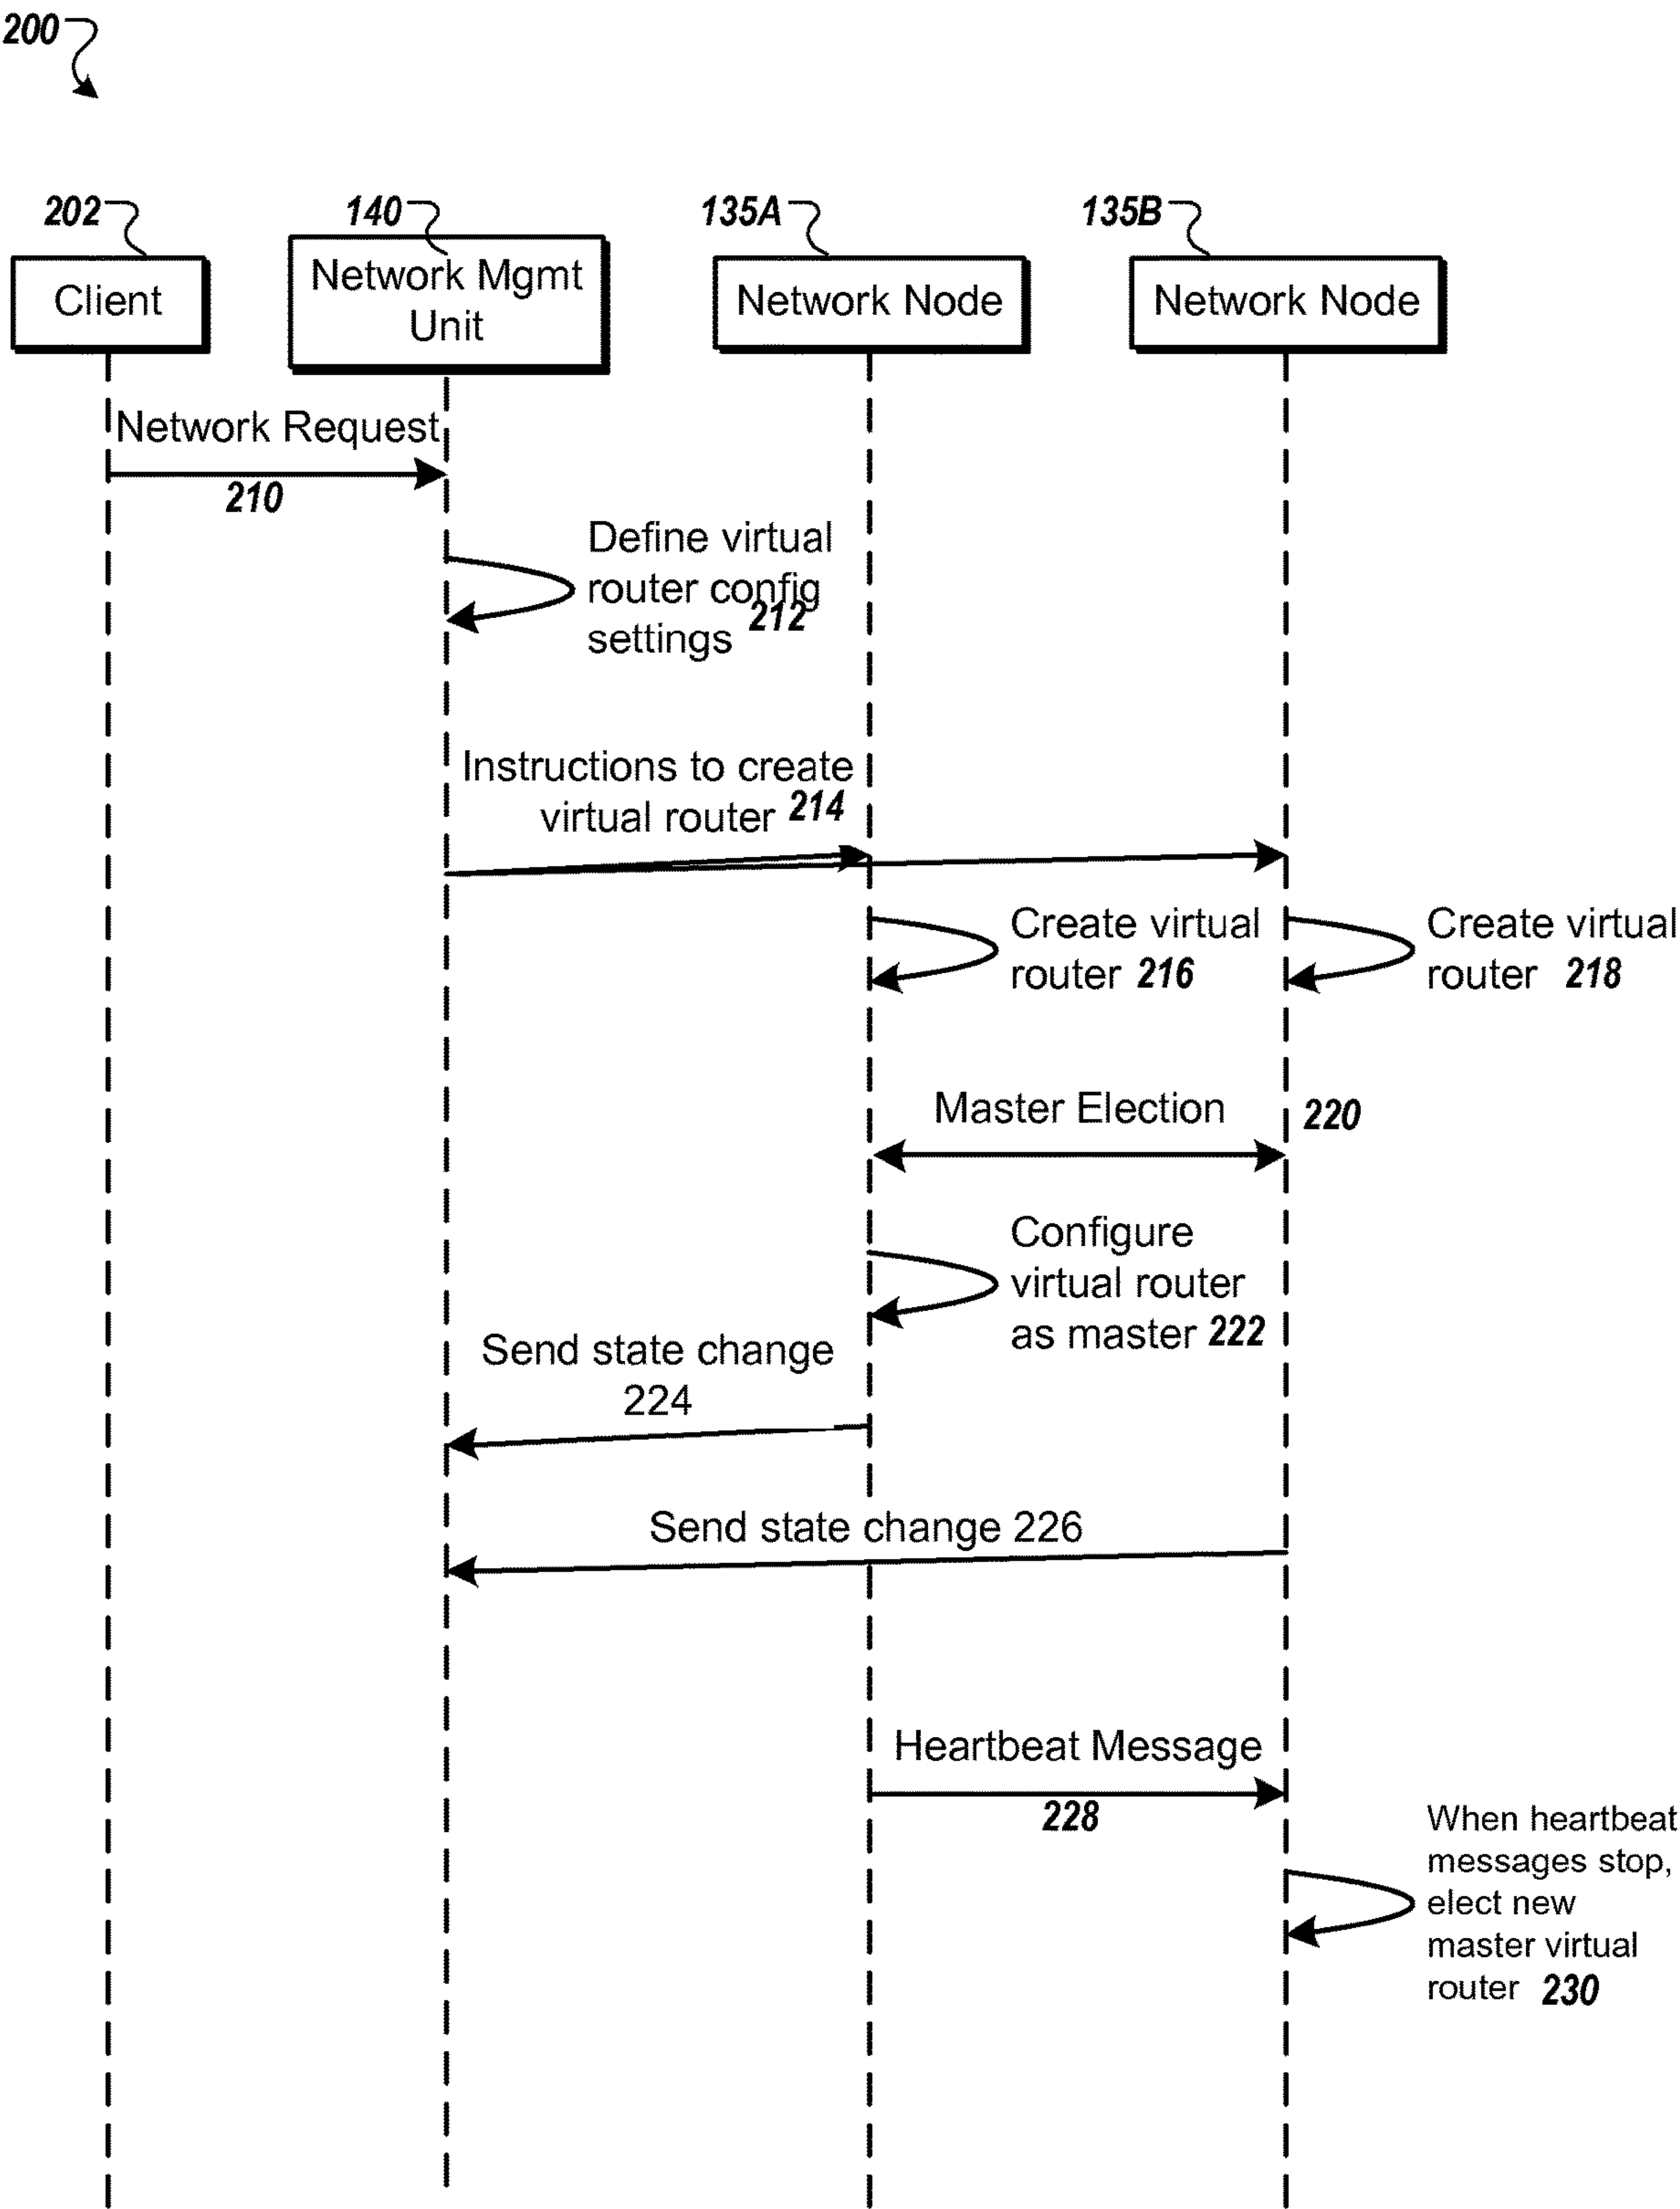 200
202
140
135A
135B
Client
Network Mgmt
Unit
Network Node
Network Node
Network Request
210
Define virtual
router config
settings 212
Instructions to create
virtual router 214
Create virtual
router 216
Create virtual
router 218
Master Election
220
Configure
virtual router
as master 222
Send state change
224
Send state change 226
Heartbeat Message
228
When heartbeat
messages stop,
elect new
master virtual
router 230